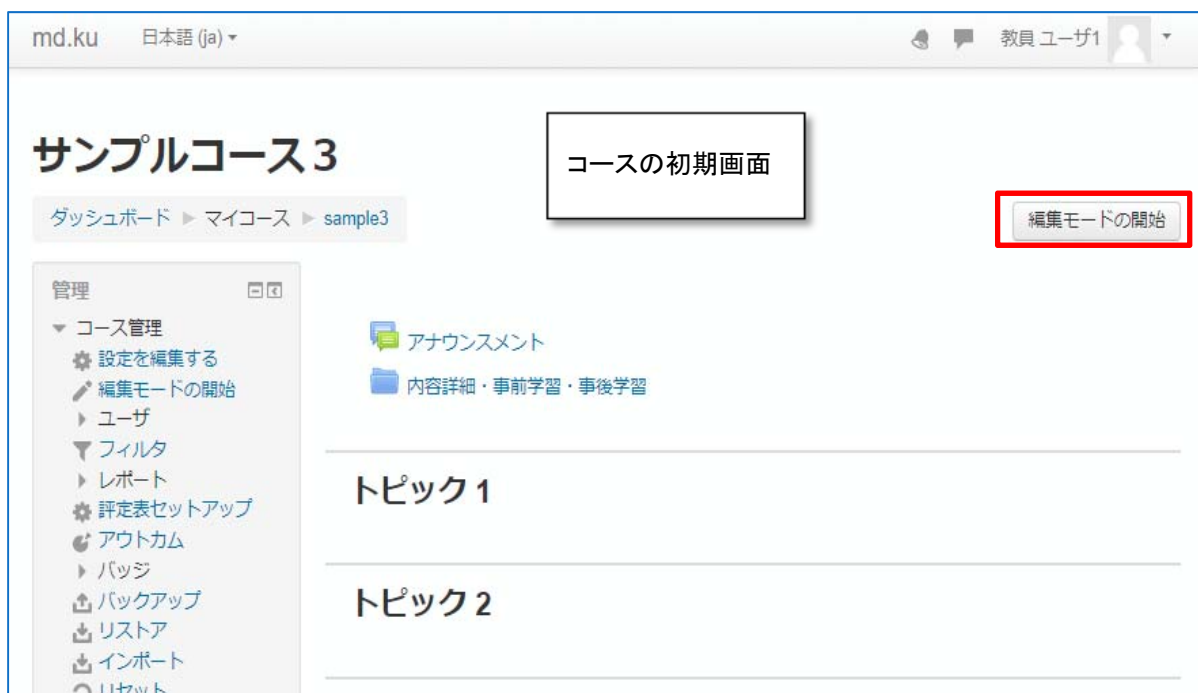 md.ku 日本語 (ja) 教員 ユーザ1
サンプルコース３
コースの初期画面
ダッシュボード マイコース sample3
編集モードの開始
管理
コース管理
設定を編集する
編集モードの開始
ユーザ
フィルタ
レポート
評定表セットアップ
アウトカム
バッジ
バックアップ
リストア
インポート
リセット
アナウンスメント
内容詳細・事前学習・事後学習
トピック 1
トピック 2